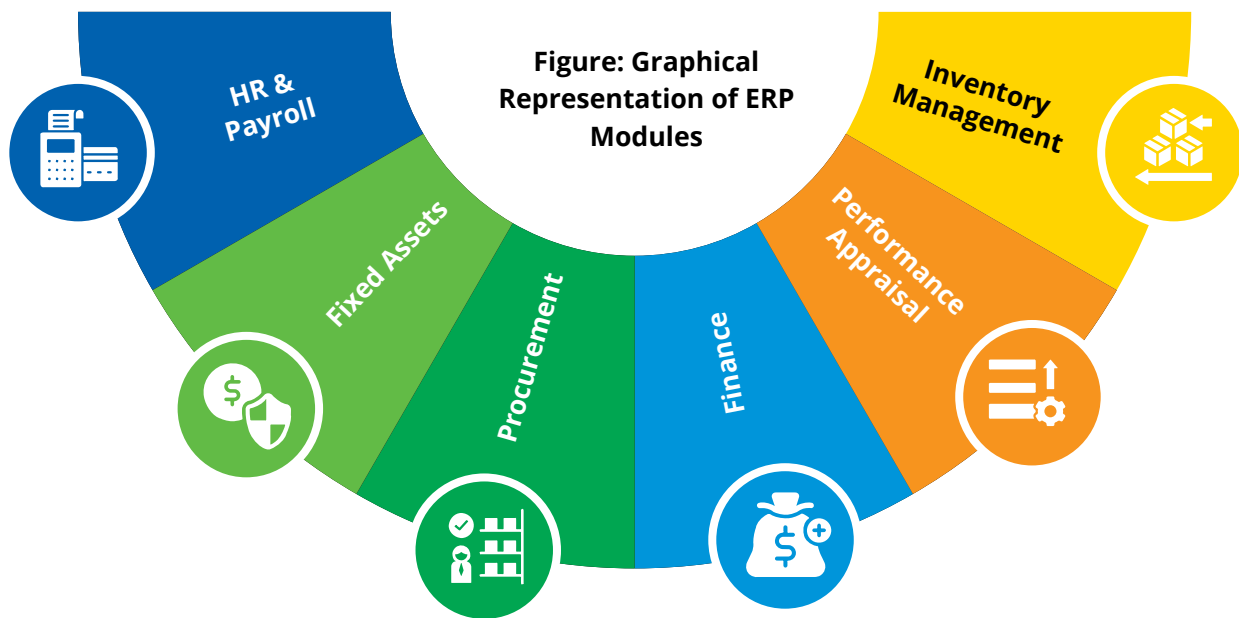 Figure: Graphical
Representation of ERP
Modules
HR &
Payroll
Fixed Assets
Procurement
Finance
Performance
Appraisal
Inventory
Management